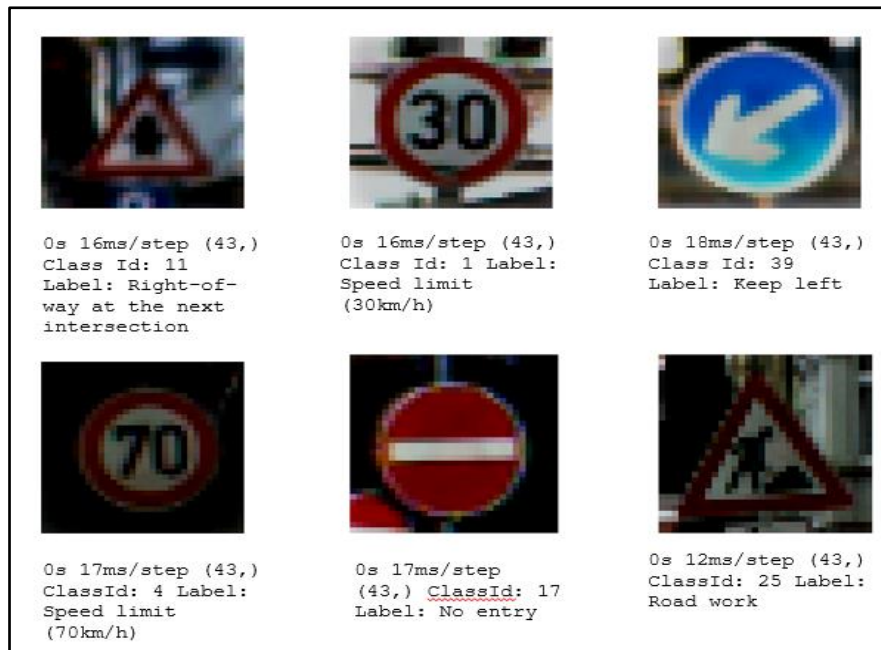 30
0s 16ms/step (43,)
Class Id: 11
Label: Right-of-
way at the next
intersection
0s 16ms/step (43,)
Class Id: 1 Label:
Speed limit
(30km/h)
0s 18ms/step (43,)
Class Id: 39
Label: Keep left
70
0s 17ms/step (43,)
ClassId: 4 Label:
Speed limit
(70km/h)
0s 17ms/step
(43,) ClassId: 17
Label: No entry
0s 12ms/step (43,)
ClassId: 25 Label:
Road work